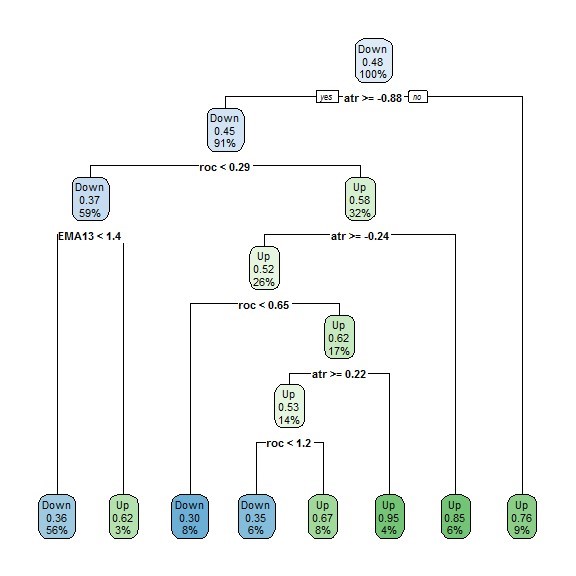 Down
0.48
100%
yes atr >= -0.88 no
Down
0.45
91%
roc < 0.29
Down
0.37
59%
Up
0.58
32%
EMA13 < 1.4
atr >= -0.24
Up
0.52
26%
roc < 0.65
Up
0.62
17%
atr >= 0.22
Up
0.53
14%
roc < 1.2
Down
0.36
56%
Up
0.62
3%
Down
0.30
8%
Down
0.35
6%
Up
0.67
8%
Up
0.95
4%
Up
0.85
6%
Up
0.76
9%